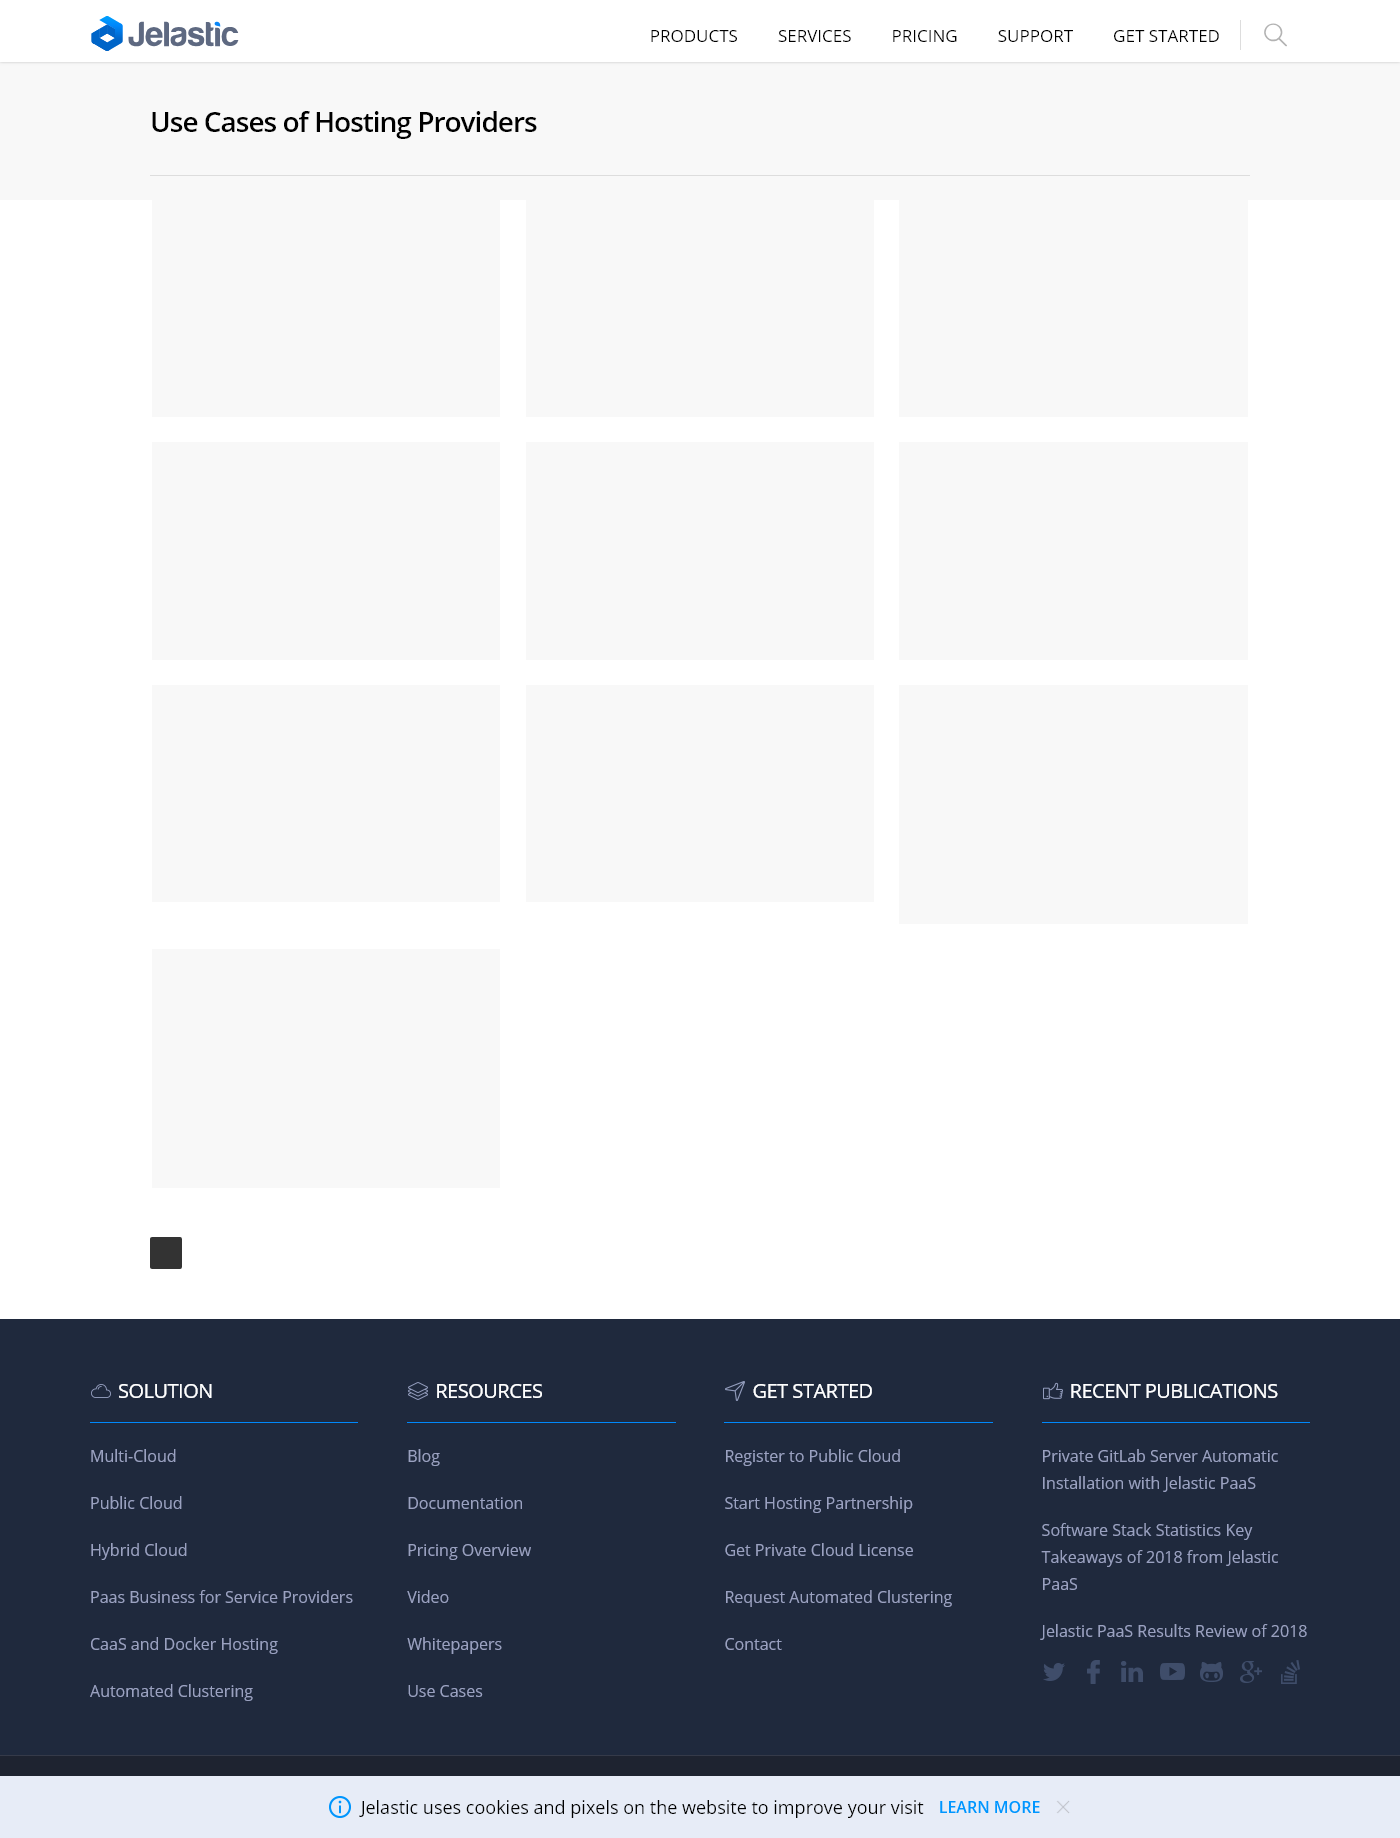 Jelastic
PRODUCTS SERVICES PRICING SUPPORT GET STARTED
Use Cases of Hosting Providers
SOLUTION
Multi-Cloud
Public Cloud
Hybrid Cloud
Paas Business for Service Providers
CaaS and Docker Hosting
Automated Clustering
RESOURCES
Blog
Documentation
Pricing Overview
Video
Whitepapers
Use Cases
GET STARTED
Register to Public Cloud
Start Hosting Partnership
Get Private Cloud License
Request Automated Clustering
Contact
RECENT PUBLICATIONS
Private GitLab Server Automatic
Installation with Jelastic PaaS
Software Stack Statistics Key
Takeaways of 2018 from Jelastic
PaaS
Jelastic PaaS Results Review of 2018
Jelastic uses cookies and pixels on the website to improve your visit LEARN MORE